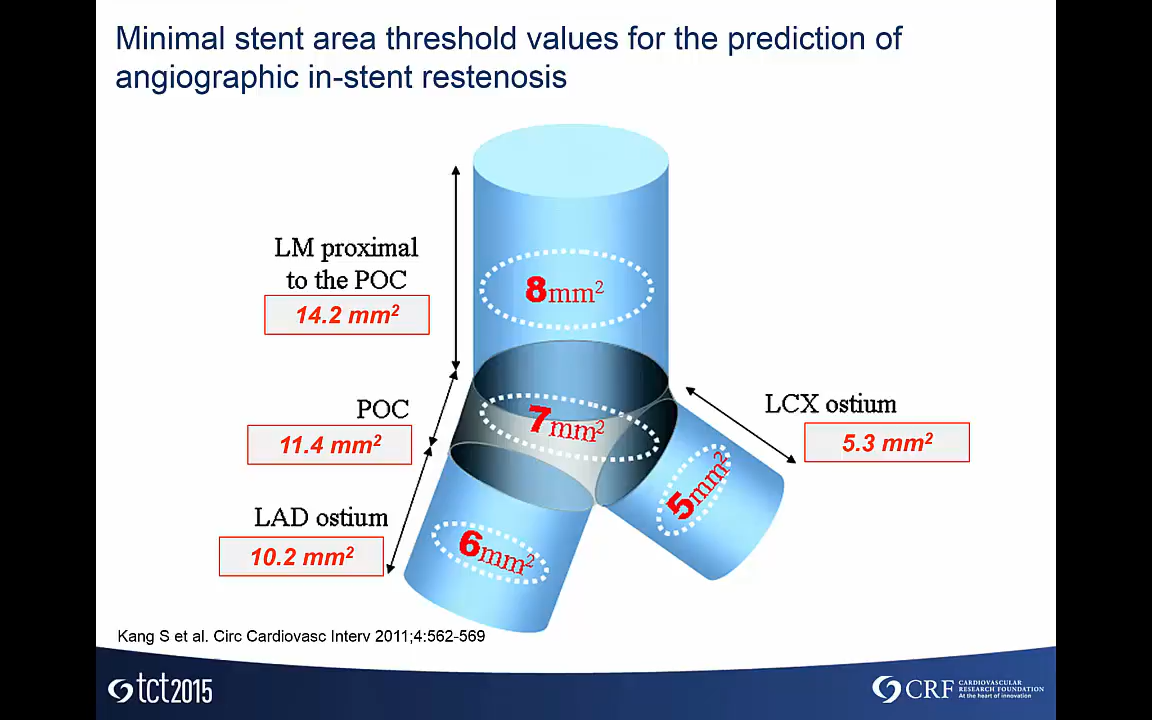 Minimal stent area threshold values for the prediction of
angiographic in-stent restenosis
LM proximal
to the POC
14.2 mm²
8mm²
POC
11.4 mm²
7mm²
LCX ostium
5.3 mm²
5mm²
LAD ostium
10.2 mm²
6mm²
Kang S et al. Circ Cardiovasc Interv 2011;4:562-569
tct2015
CRF
CARDIOVASCULAR
RESEARCH FOUNDATION
At the heart of innovation